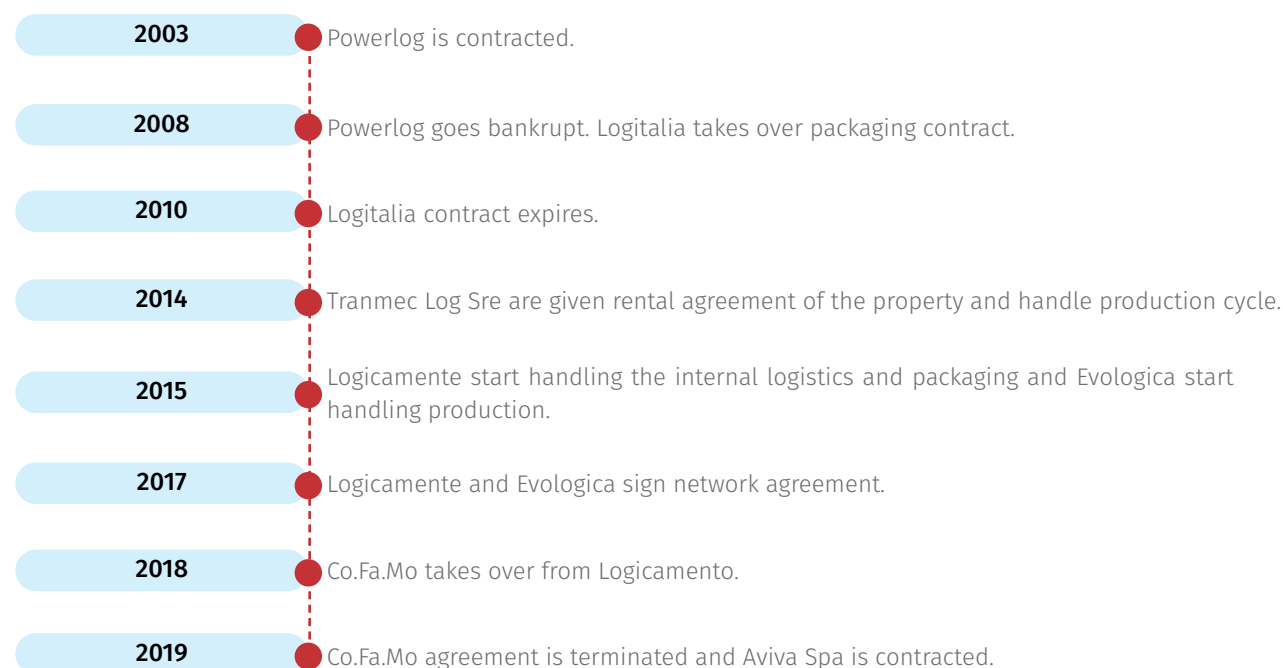 2003
Powerlog is contracted.
2008
Powerlog goes bankrupt. Logitalia takes over packaging contract.
2010
Logitalia contract expires.
2014
Tranmec Log Sre are given rental agreement of the property and handle production cycle.
2015
Logicamente start handling the internal logistics and packaging and Evologica start
handling production.
2017
Logicamente and Evologica sign network agreement.
2018
Co.Fa.Mo takes over from Logicamento.
2019
Co.Fa.Mo agreement is terminated and Aviva Spa is contracted.